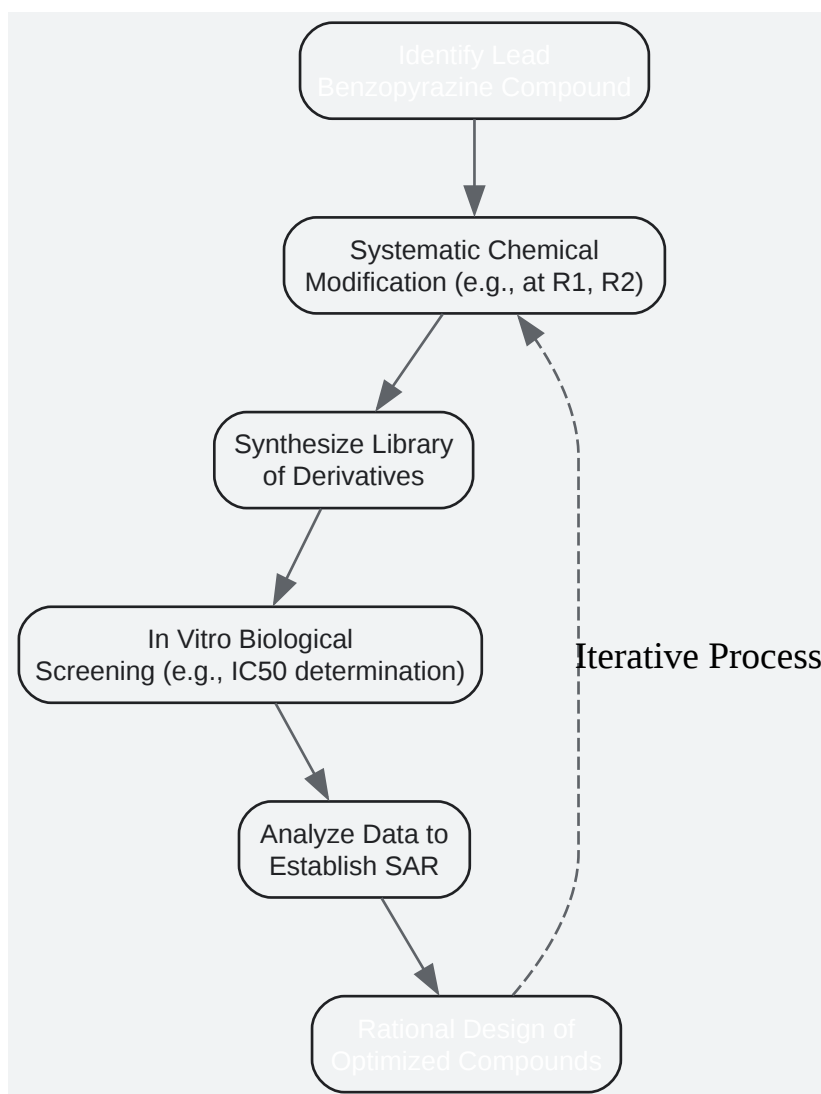 Identify Lead
Benzopyrazine Compound
Systematic Chemical
Modification (e.g., at R1, R2)
Synthesize Library
of Derivatives
In Vitro Biological
Screening (e.g., IC50 determination)
Iterative Process
Analyze Data to
Establish SAR
Rational Design of
Optimized Compounds